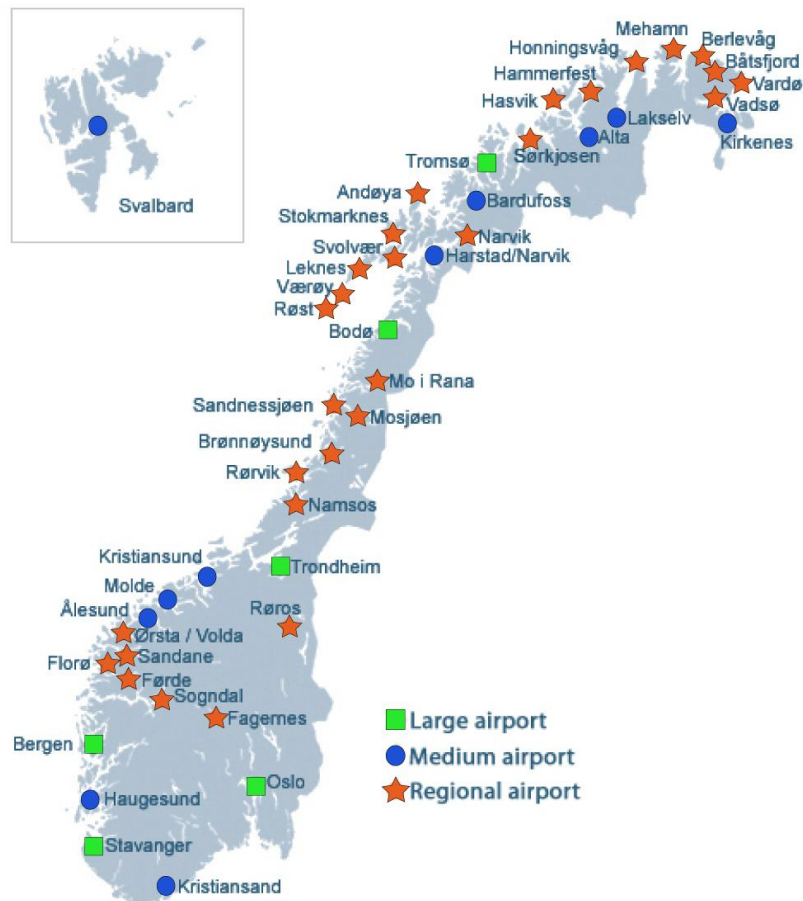 Mehamn
Berlevåg
Honningsvåg
Båtsfjord
Hammerfest
Vardø
Hasvik
Vadsø
Lakselv
Alta
Kirkenes
Sørkjosen
Tromsø
Andøya
Bardufoss
Svalbard
Stokmarknes
Narvik
Svolvær
Harstad/Narvik
Leknes
Værøy
Røst
Bodø
Mo i Rana
Sandnessjøen
Mosjøen
Brønnøysund
Rørvik
Namsos
Kristiansund
Trondheim
Molde
Ålesund
Røros
Ørsta / Volda
Sandane
Florø
Førde
Sogndal
Fagernes
Large airport
Bergen
Medium airport
Oslo
Regional airport
Haugesund
Stavanger
Kristiansand